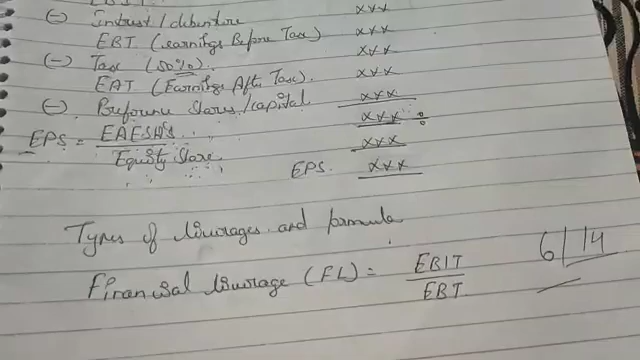 (-) Intrest/debenture xxx
EBT (earnings Before Tax) xxx
(-) Tax (50%). xxx
EAT (Earnings After Tax). xxx
(-) Preference Shares/capital xxx
xxx ÷
EPS = EAESH's / Equity Share xxx
EPS. xxx
Types of leverages and formula
Financial leverage (FL) = EBIT / EBT
6/14